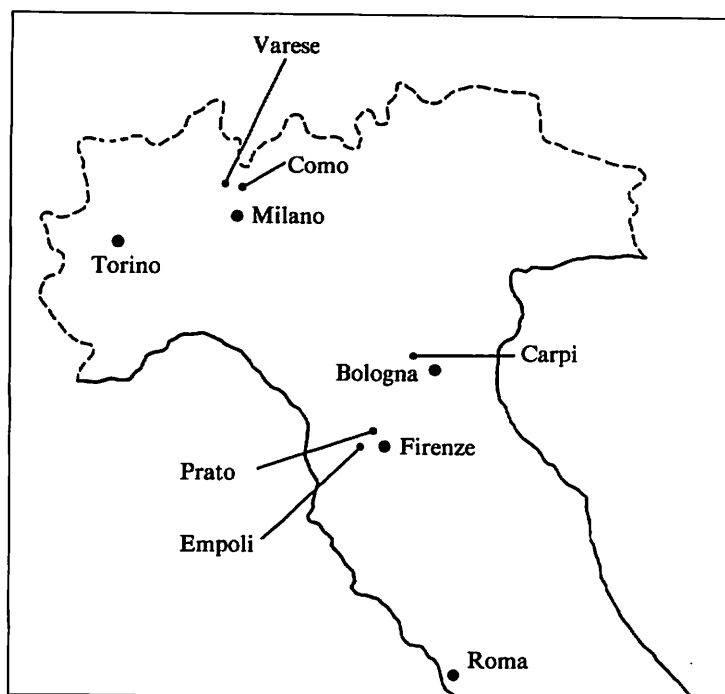 Varese
Como
Milano
Torino
Carpi
Bologna
Firenze
Prato
Empoli
Roma